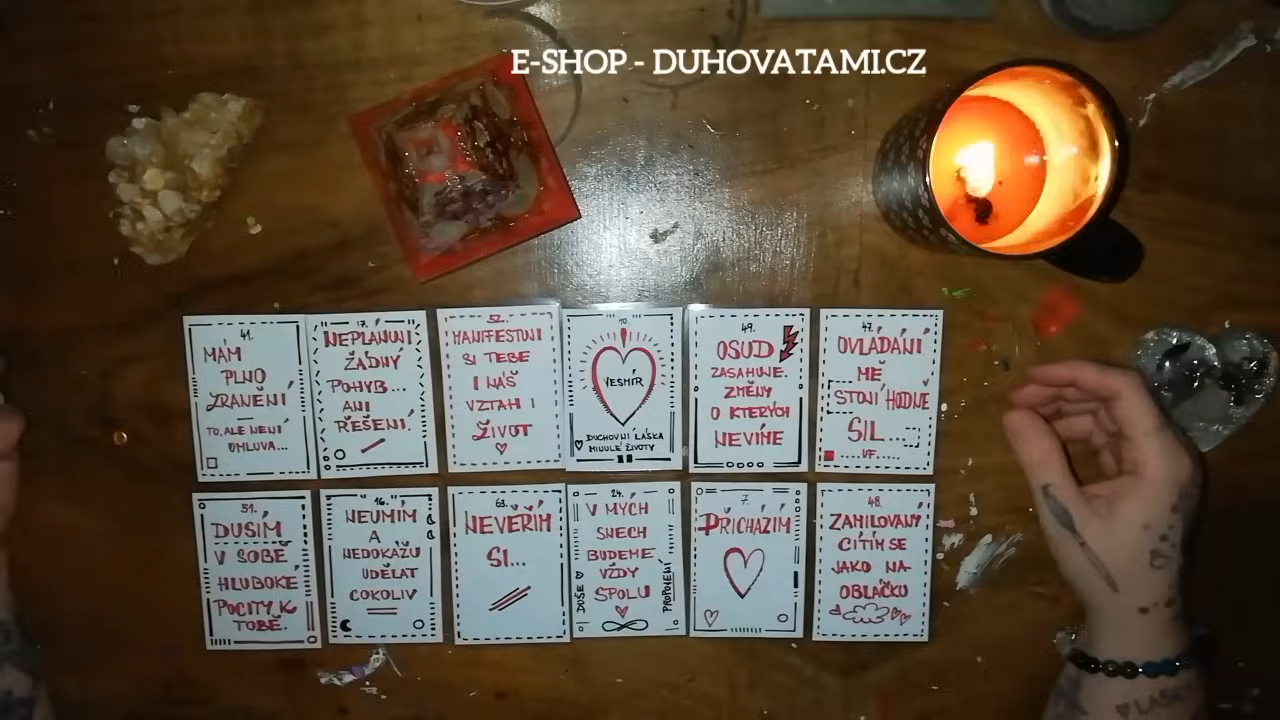 E-SHOP - DUHOVATAMI.CZ
41.
MÁM
PLNO
ZRANĚNÍ
TO, ALE NENÍ
OMLUVA...
17.
NEPLÁNUJI
ŽÁDNÝ
POHYB...
ANI
ŘEŠENÍ.
52.
MANIFESTUJI
SI TEBE
I NÁŠ
VZTAH I
ŽIVOT
10
VESMÍR
DUCHOVNÍ LÁSKA
MINULÉ ŽIVOTY
49.
OSUD
ZASAHUJE.
ZMĚNY
O KTERÝCH
NEVÍME
47.
OVLÁDÁNÍ
MĚ
STOJÍ HODNĚ
SIL...
... UF.....
51.
DUSÍM
V SOBĚ
HLUBOKÉ
POCITY K
TOBĚ.
16.
NEUMÍM
A
NEDOKÁŽU
UDĚLAT
COKOLIV
63.
NEVĚŘÍM
SI...
24.
V MÝCH
SNECH
BUDEME
VŽDY
SPOLU
DUŠE
PROPOJENÍ
7.
PŘICHÁZÍM
48.
ZAMILOVANÝ
CÍTÍM SE
JAKO NA
OBLÁČKU